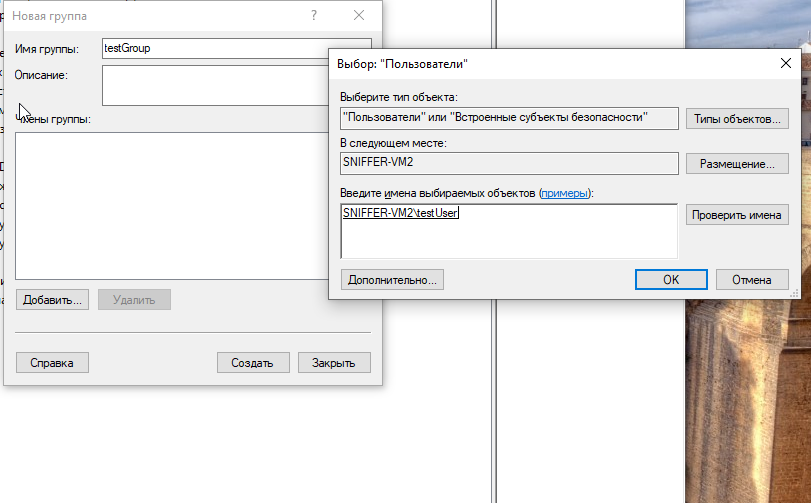 Новая группа
?
Имя группы:
testGroup
Описание:
Члены группы:
Добавить...
Удалить
Справка
Создать
Закрыть
Выбор: "Пользователи"
Выберите тип объекта:
"Пользователи" или "Встроенные субъекты безопасности"
Типы объектов...
В следующем месте:
SNIFFER-VM2
Размещение...
Введите имена выбираемых объектов (примеры):
SNIFFER-VM2\testUser
Проверить имена
Дополнительно...
OK
Отмена